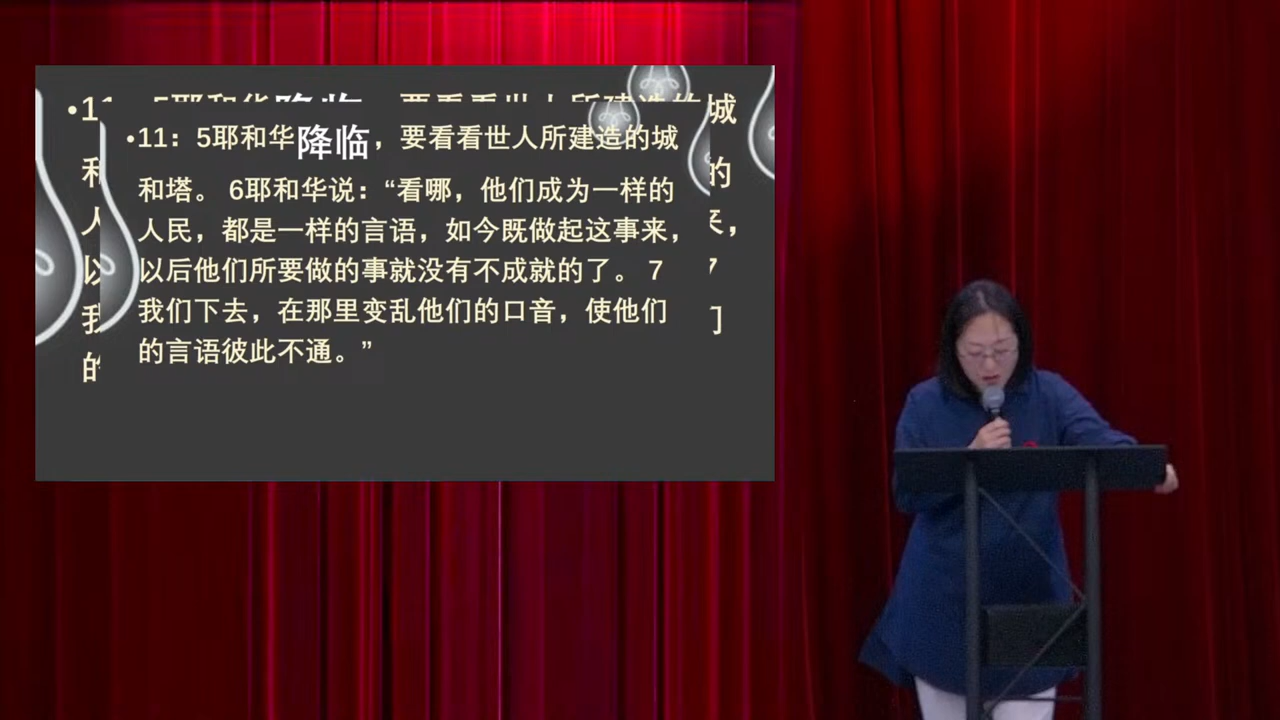 •11：5耶和华降临，要看看世人所建造的城
和塔。 6耶和华说：“看哪，他们成为一样的
人民，都是一样的言语，如今既做起这事来，
以后他们所要做的事就没有不成就的了。 7
我们下去，在那里变乱他们的口音，使他们
的言语彼此不通。”